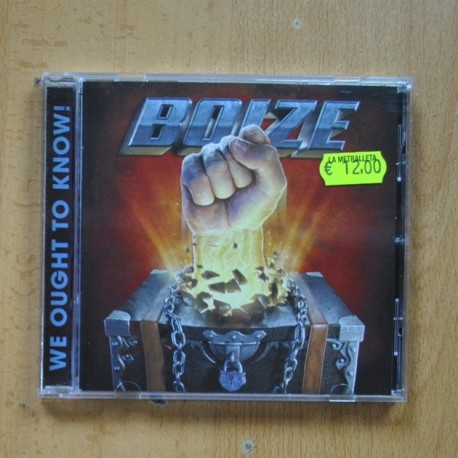 WE OUGHT TO KNOW!
BOIZE
LA METRALLETA
€ 12,00